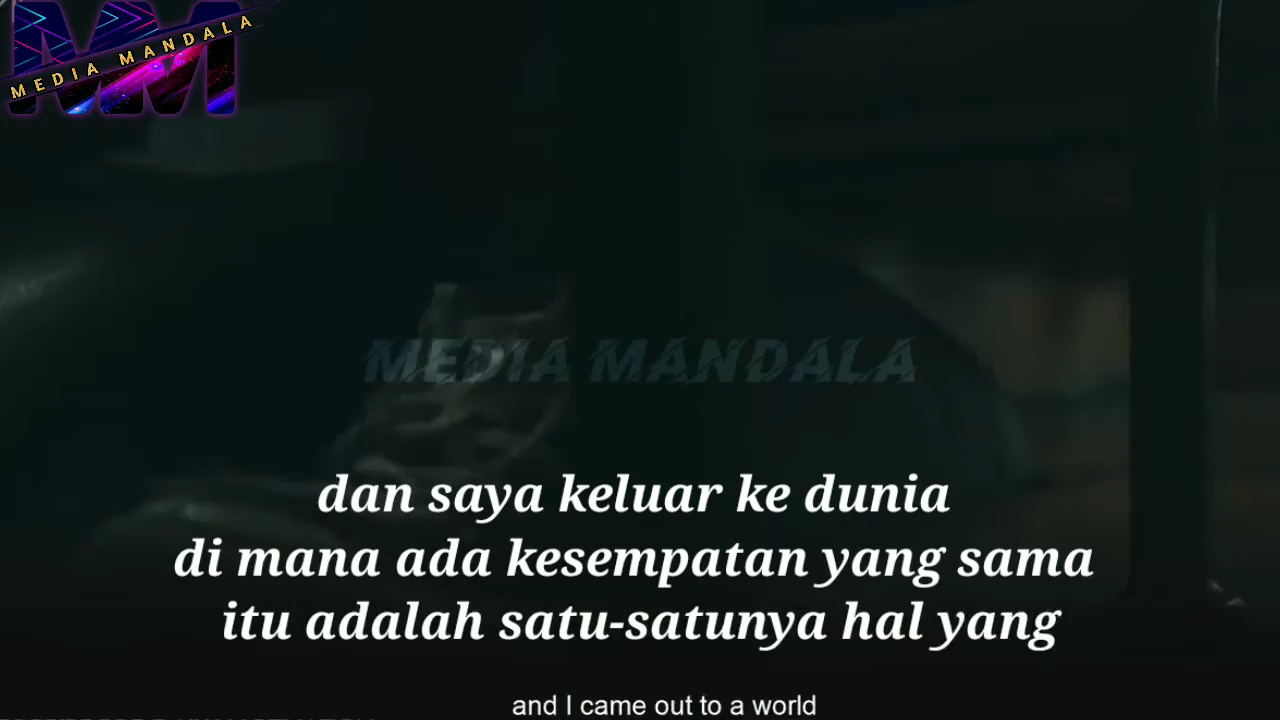 MEDIA MANDALA
MEDIA MANDALA
dan saya keluar ke dunia
di mana ada kesempatan yang sama
itu adalah satu-satunya hal yang
and I came out to a world